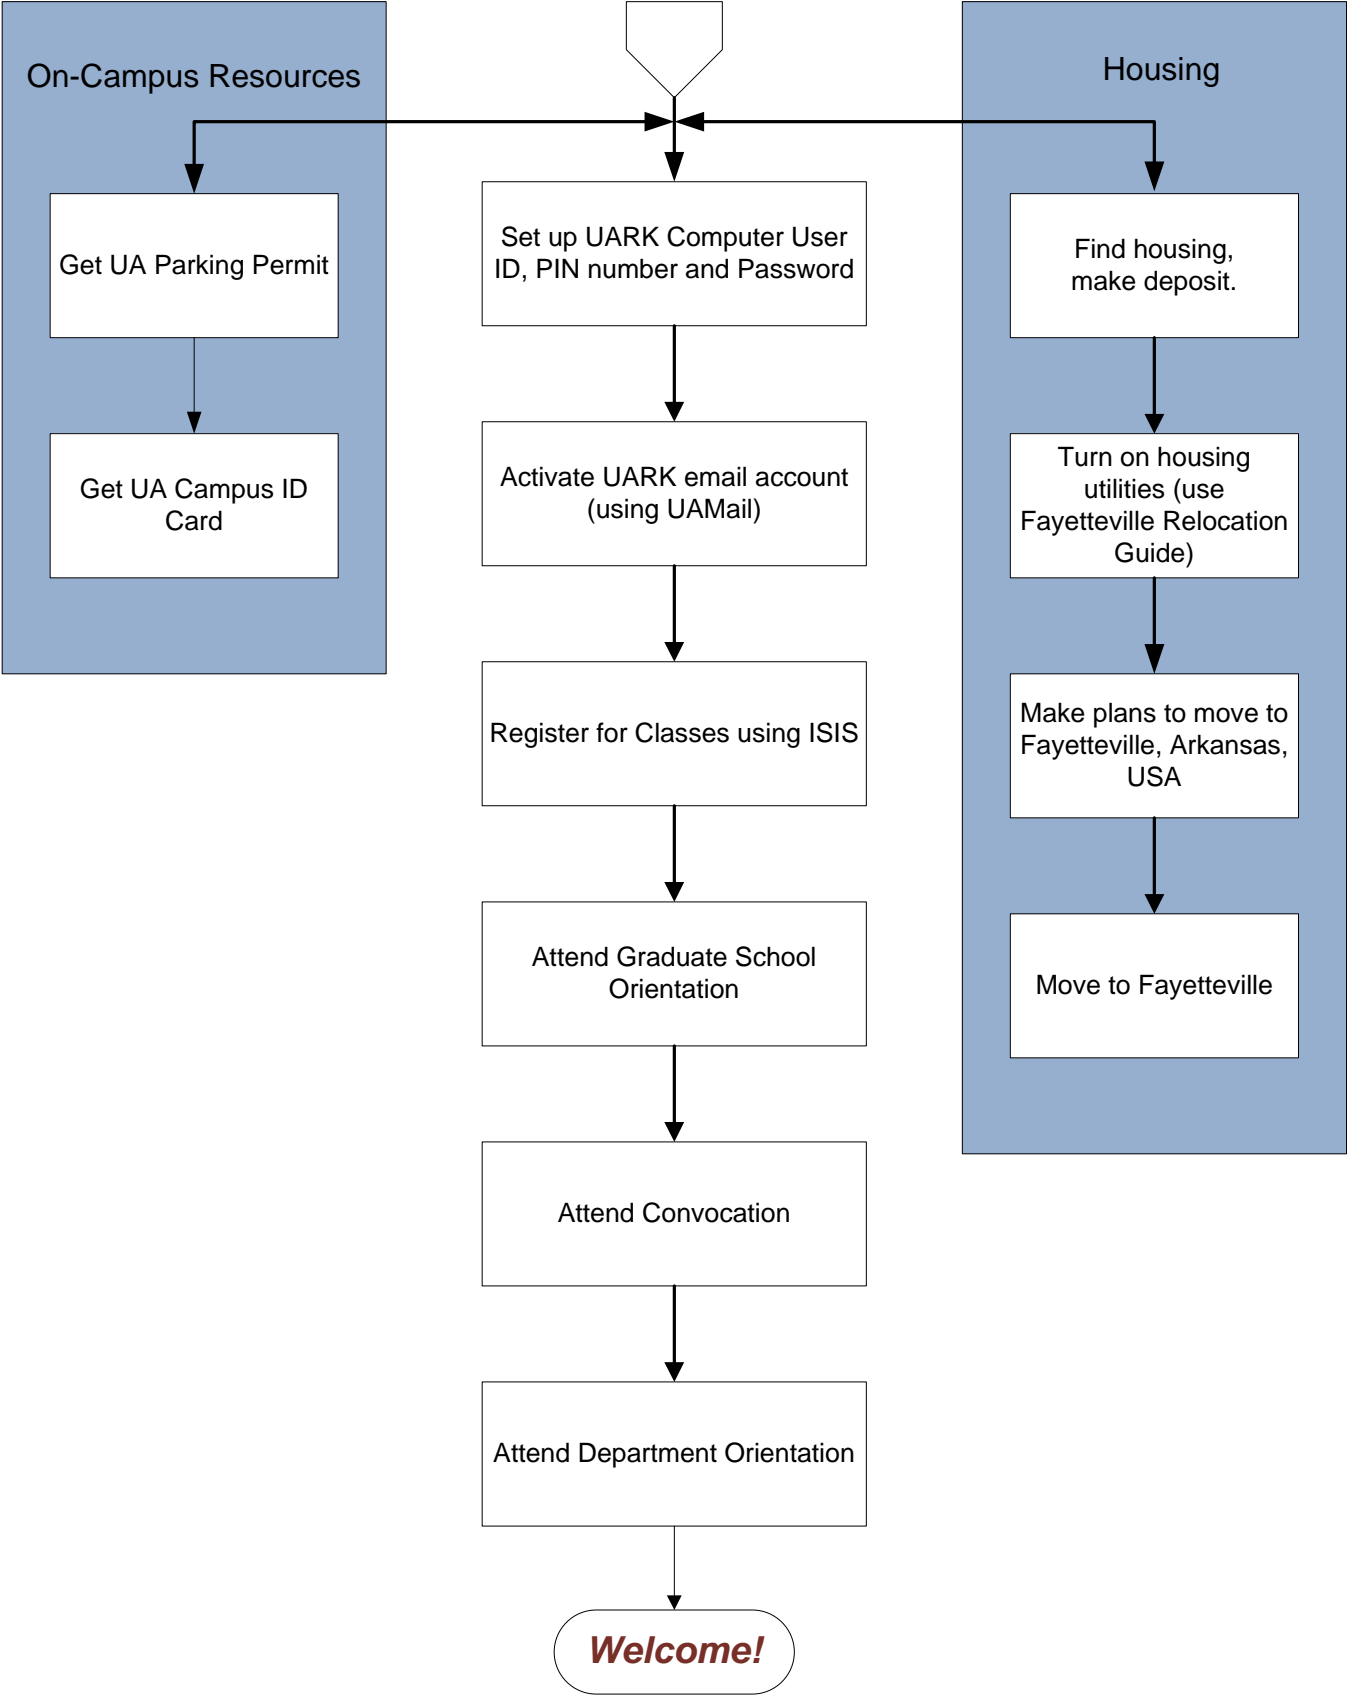 On-Campus Resources
Get UA Parking Permit
Get UA Campus ID
Card
Set up UARK Computer User
ID, PIN number and Password
Activate UARK email account
(using UAMail)
Register for Classes using ISIS
Attend Graduate School
Orientation
Attend Convocation
Attend Department Orientation
Welcome!
Housing
Find housing,
make deposit.
Turn on housing
utilities (use
Fayetteville Relocation
Guide)
Make plans to move to
Fayetteville, Arkansas,
USA
Move to Fayetteville